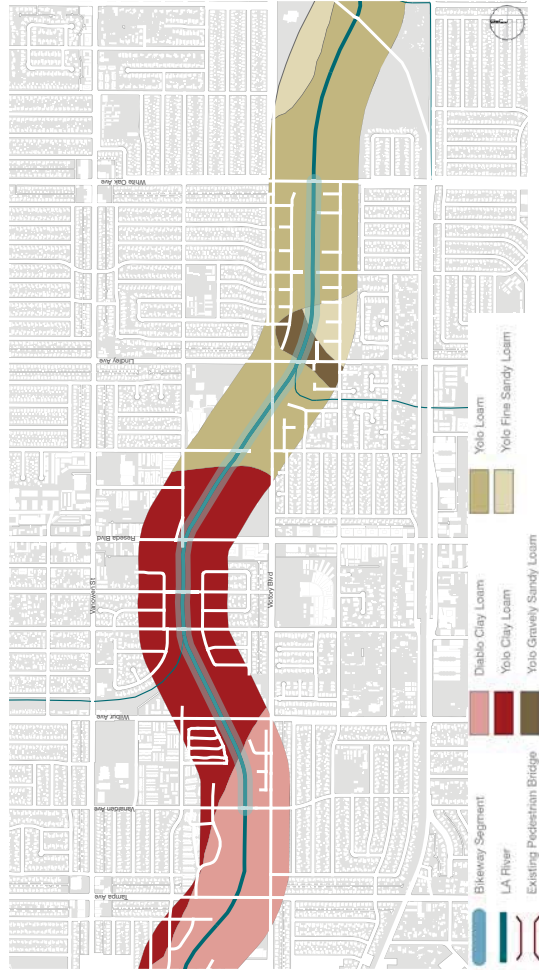 White Oak Ave
Lindley Ave
Reseda Blvd
Vanowen St
Victory Blvd
Wilbur Ave
Vanalden Ave
Tampa Ave
Bikeway Segment
LA River
Existing Pedestrian Bridge
Diablo Clay Loam
Yolo Clay Loam
Yolo Gravely Sandy Loam
Yolo Loam
Yolo Fine Sandy Loam